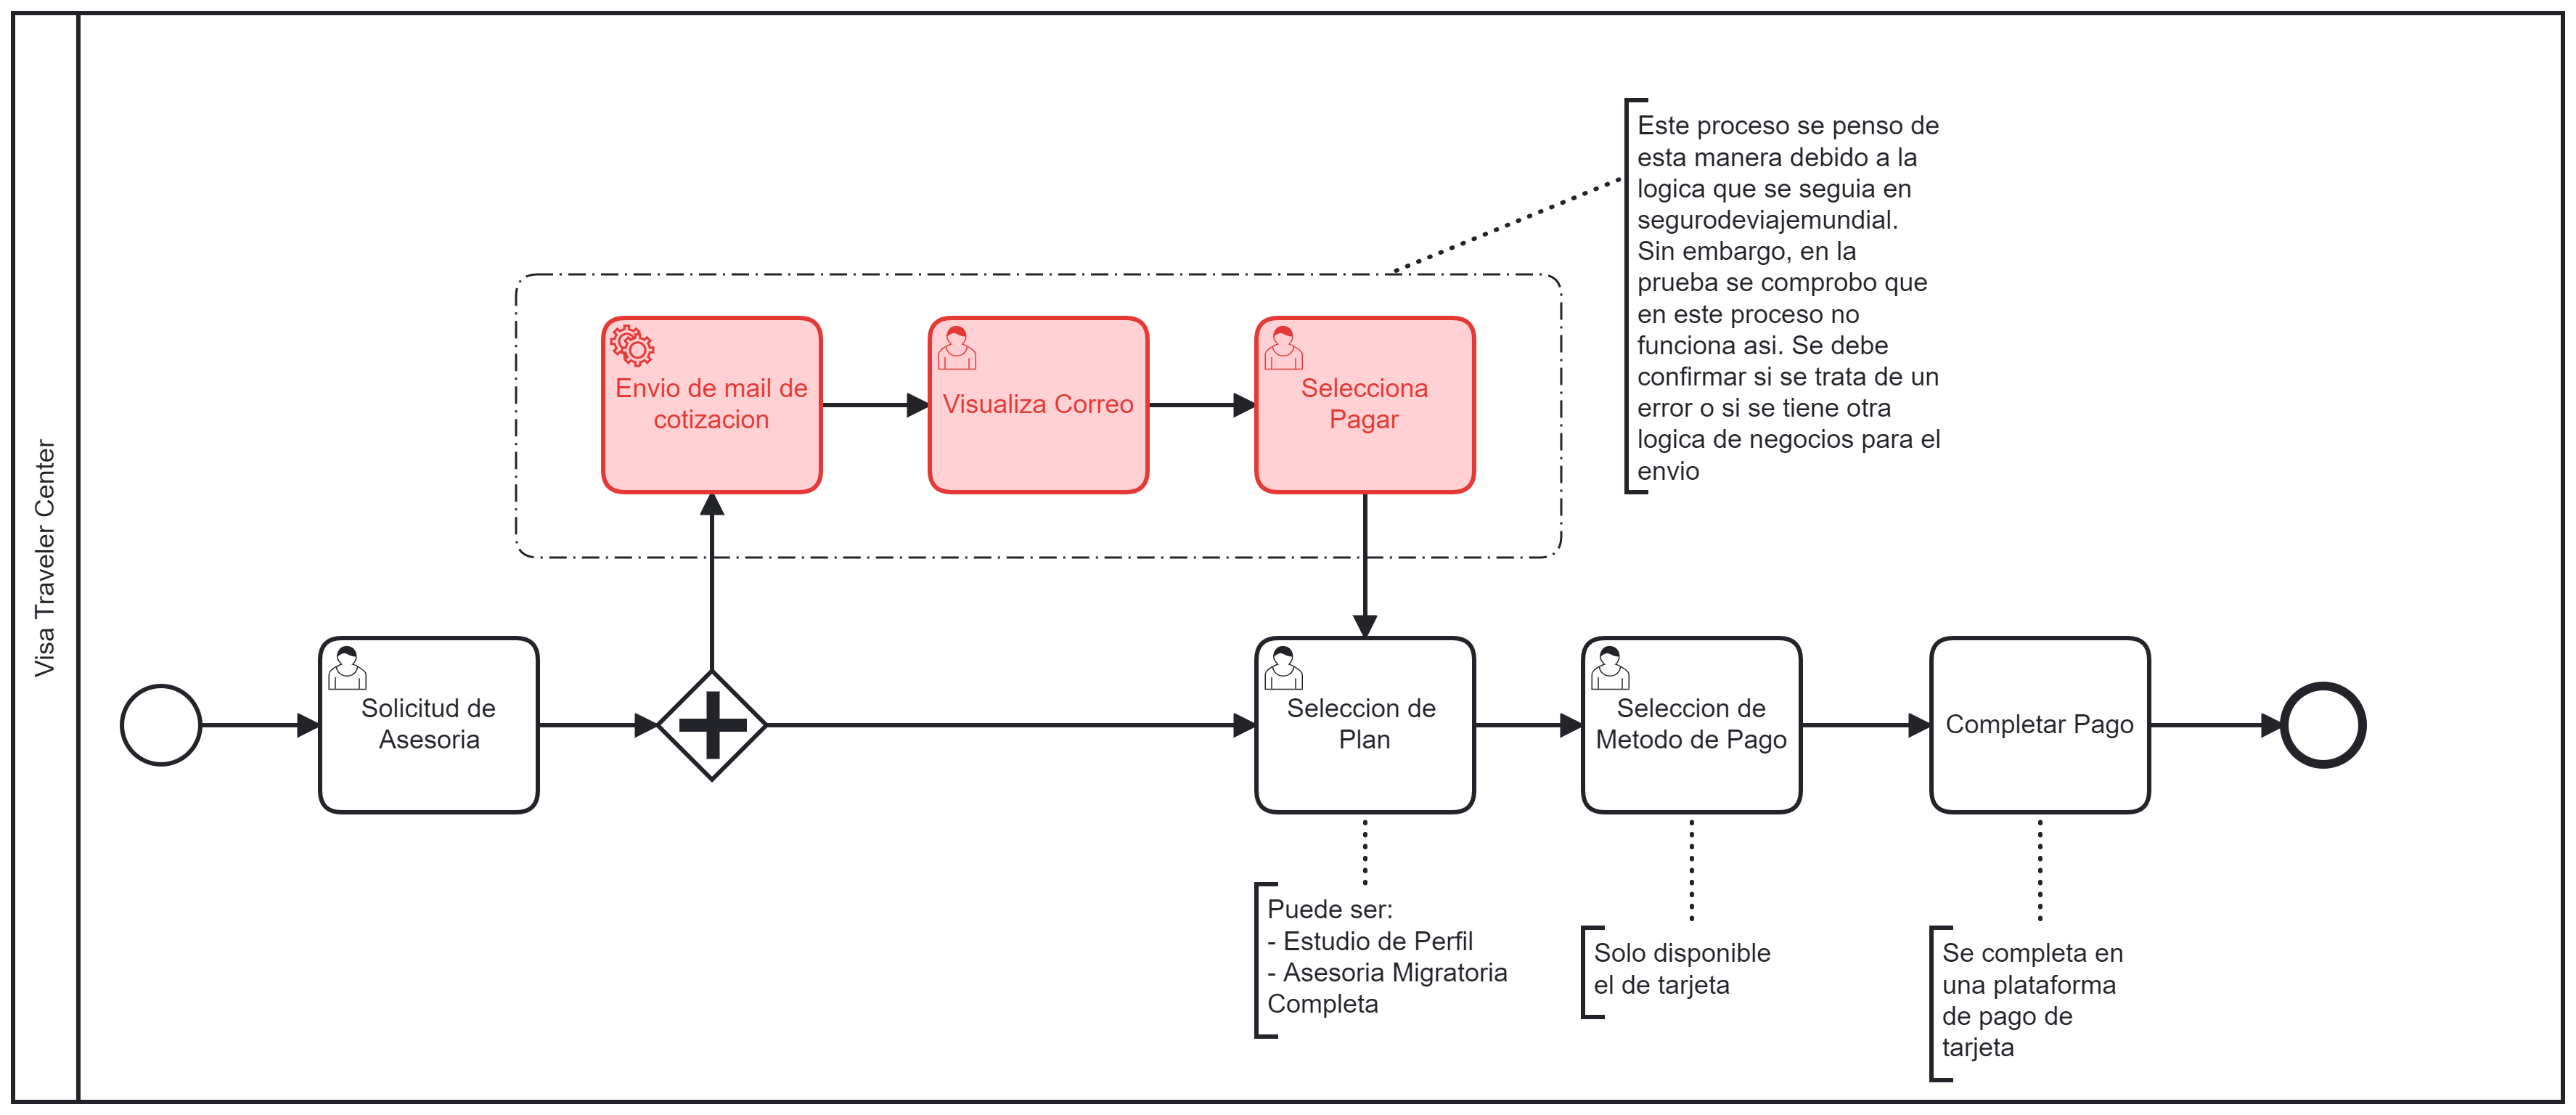 Visa Traveler Center
Este proceso se penso de
esta manera debido a la
logica que se seguia en
segurodeviajemundial.
Sin embargo, en la
prueba se comprobo que
en este proceso no
funciona asi. Se debe
confirmar si se trata de un
error o si se tiene otra
logica de negocios para el
envio
Envio de mail de
cotizacion
Visualiza Correo
Selecciona
Pagar
Solicitud de
Asesoria
Seleccion de
Plan
Seleccion de
Metodo de Pago
Completar Pago
Puede ser:
- Estudio de Perfil
- Asesoria Migratoria
Completa
Solo disponible
el de tarjeta
Se completa en
una plataforma
de pago de
tarjeta